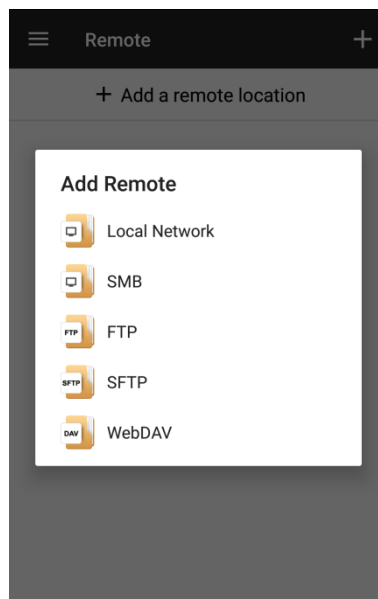 Remote
+ Add a remote location
Add Remote
Local Network
SMB
FTP FTP
SFTP SFTP
DAV WebDAV